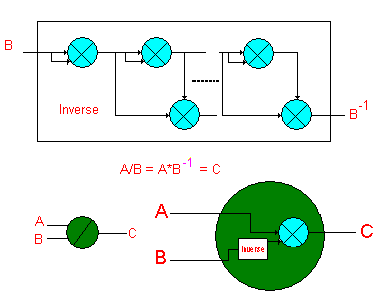 B
Inverse
B-1
A/B = A*B-1 = C
A
B
C
A
B
Inverse
C